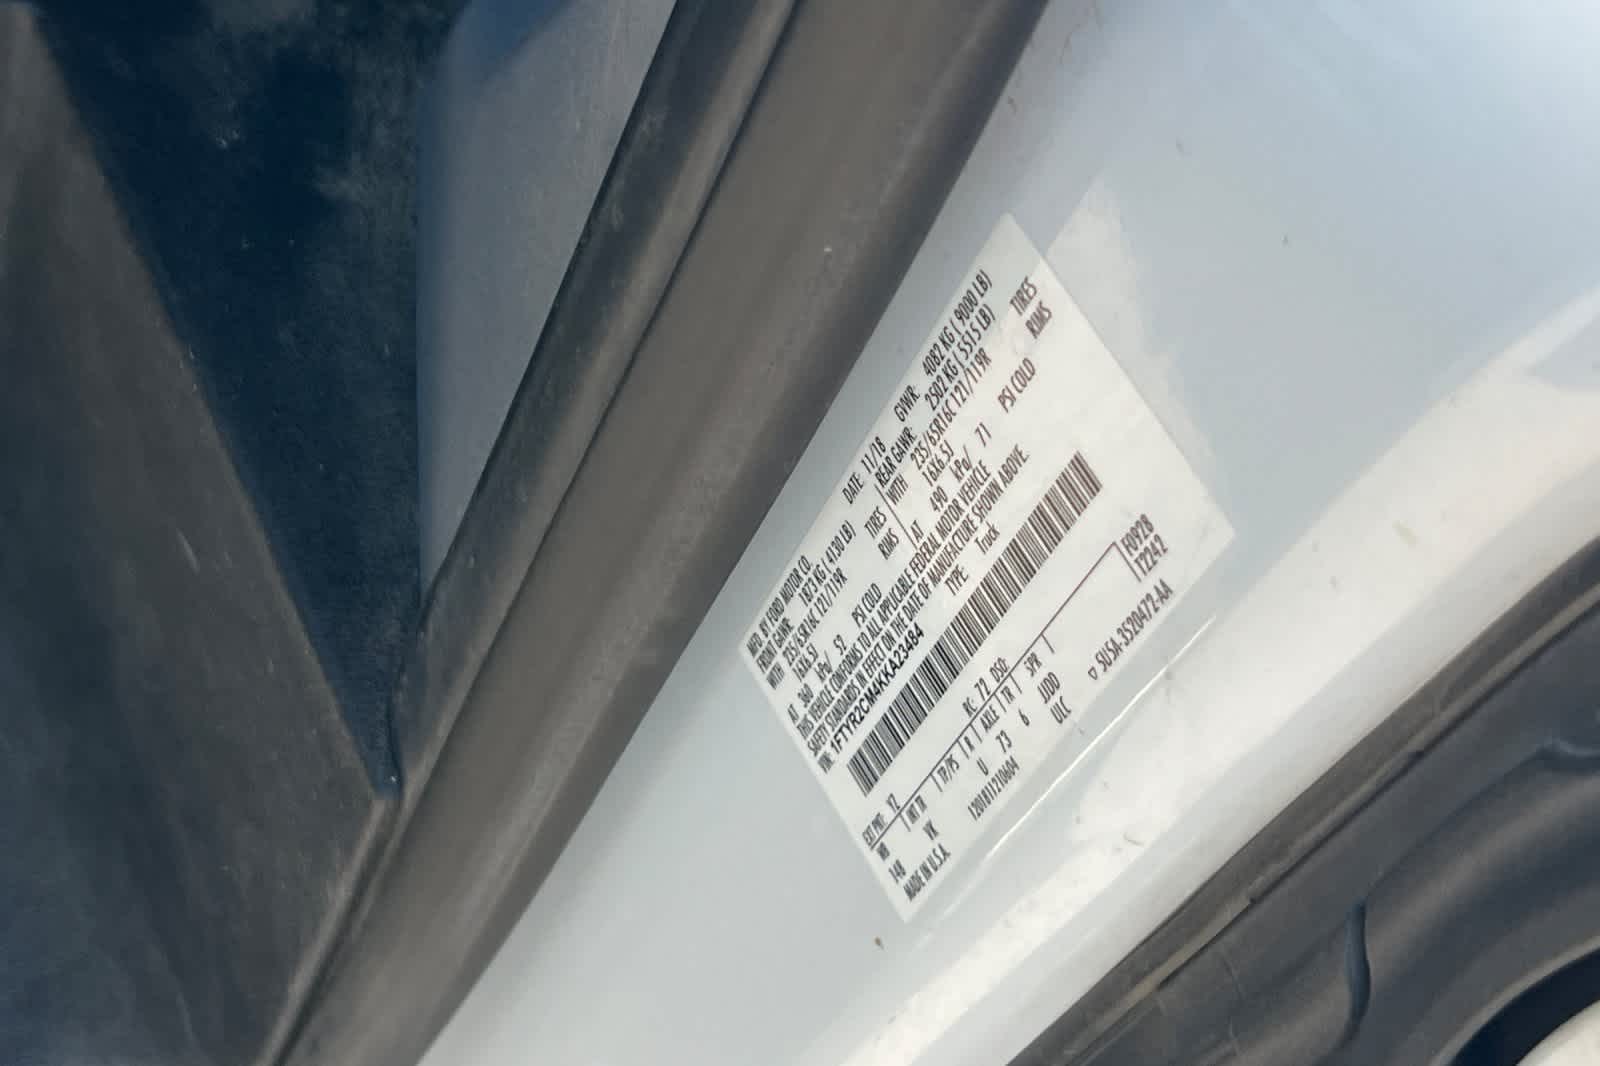 MFD. BY FORD MOTOR CO.
DATE: 11/18 GVWR: 4082 KG ( 9000 LB)
FRONT GAWR: 1873 KG ( 4130 LB) REAR GAWR: 2502 KG ( 5515 LB)
WITH 235/65R16C 121/119R TIRES WITH 235/65R16C 121/119R TIRES
16X6.5J RIMS 16X6.5J RIMS
AT 360 kPa/ 52 PSI COLD AT 490 kPa/ 71 PSI COLD
THIS VEHICLE CONFORMS TO ALL APPLICABLE FEDERAL MOTOR VEHICLE
SAFETY STANDARDS IN EFFECT ON THE DATE OF MANUFACTURE SHOWN ABOVE.
VIN: 1FTYR2CM4KKA23484 TYPE: Truck
EXT PNT: YZ RC: 72 DSO: F0928
WB INT TR TP/PS R AXLE TR SPR T2242
148 VK U 73 6 JJDD
MADE IN U.S.A. 120181121060​4 ULC
▽ SU5A-3520472-AA